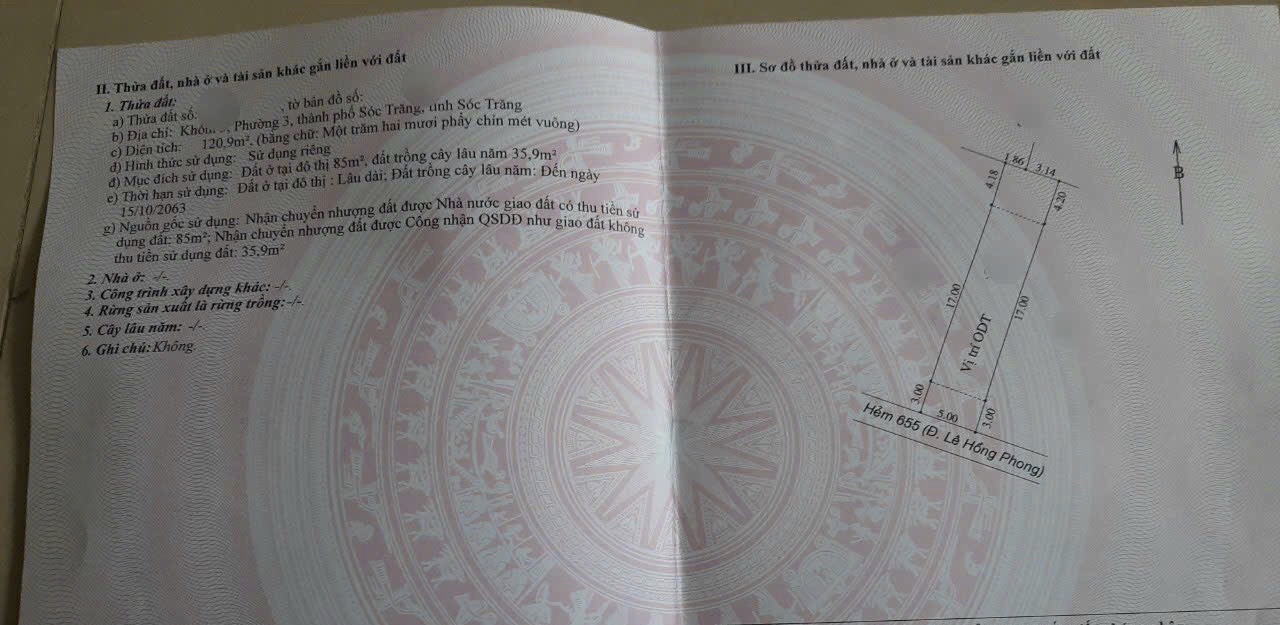 II. Thửa đất, nhà ở và tài sản khác gắn liền với đất
1. Thửa đất:
a) Thửa đất số: , tờ bản đồ số:
b) Địa chỉ: Khóm , Phường 3, thành phố Sóc Trăng, tỉnh Sóc Trăng
c) Diện tích: 120,9m², (bằng chữ: Một trăm hai mươi phẩy chín mét vuông)
d) Hình thức sử dụng: Sử dụng riêng
đ) Mục đích sử dụng: Đất ở tại đô thị 85m², đất trồng cây lâu năm 35,9m²
e) Thời hạn sử dụng: Đất ở tại đô thị : Lâu dài; Đất trồng cây lâu năm: Đến ngày
15/10/2063
g) Nguồn gốc sử dụng: Nhận chuyển nhượng đất được Nhà nước giao đất có thu tiền sử
dụng đất: 85m²; Nhận chuyển nhượng đất được Công nhận QSDĐ như giao đất không
thu tiền sử dụng đất: 35,9m²
2. Nhà ở: -/-
3. Công trình xây dựng khác: -/-.
4. Rừng sản xuất là rừng trồng:-/-.
5. Cây lâu năm: -/-
6. Ghi chú: Không.
III. Sơ đồ thửa đất, nhà ở và tài sản khác gắn liền với đất
1.86
3.14
4.18
4.20
B
17.00
17.00
Vị trí ODT
3.00
5.00
3.00
Hẻm 655 (Đ. Lê Hồng Phong)